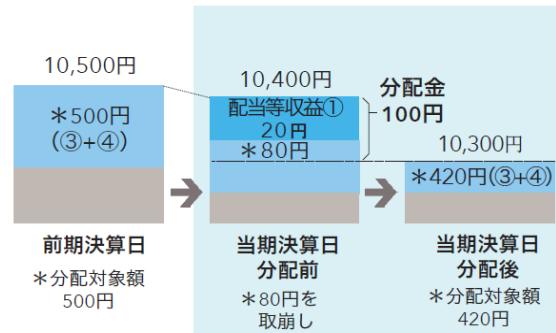 10,500円
＊500円
(③+④)
前期決算日
＊分配対象額
500円
10,400円
配当等収益①
20円
＊80円
分配金
100円
当期決算日
分配前
＊80円を
取崩し
10,300円
＊420円(③+④)
当期決算日
分配後
＊分配対象額
420円